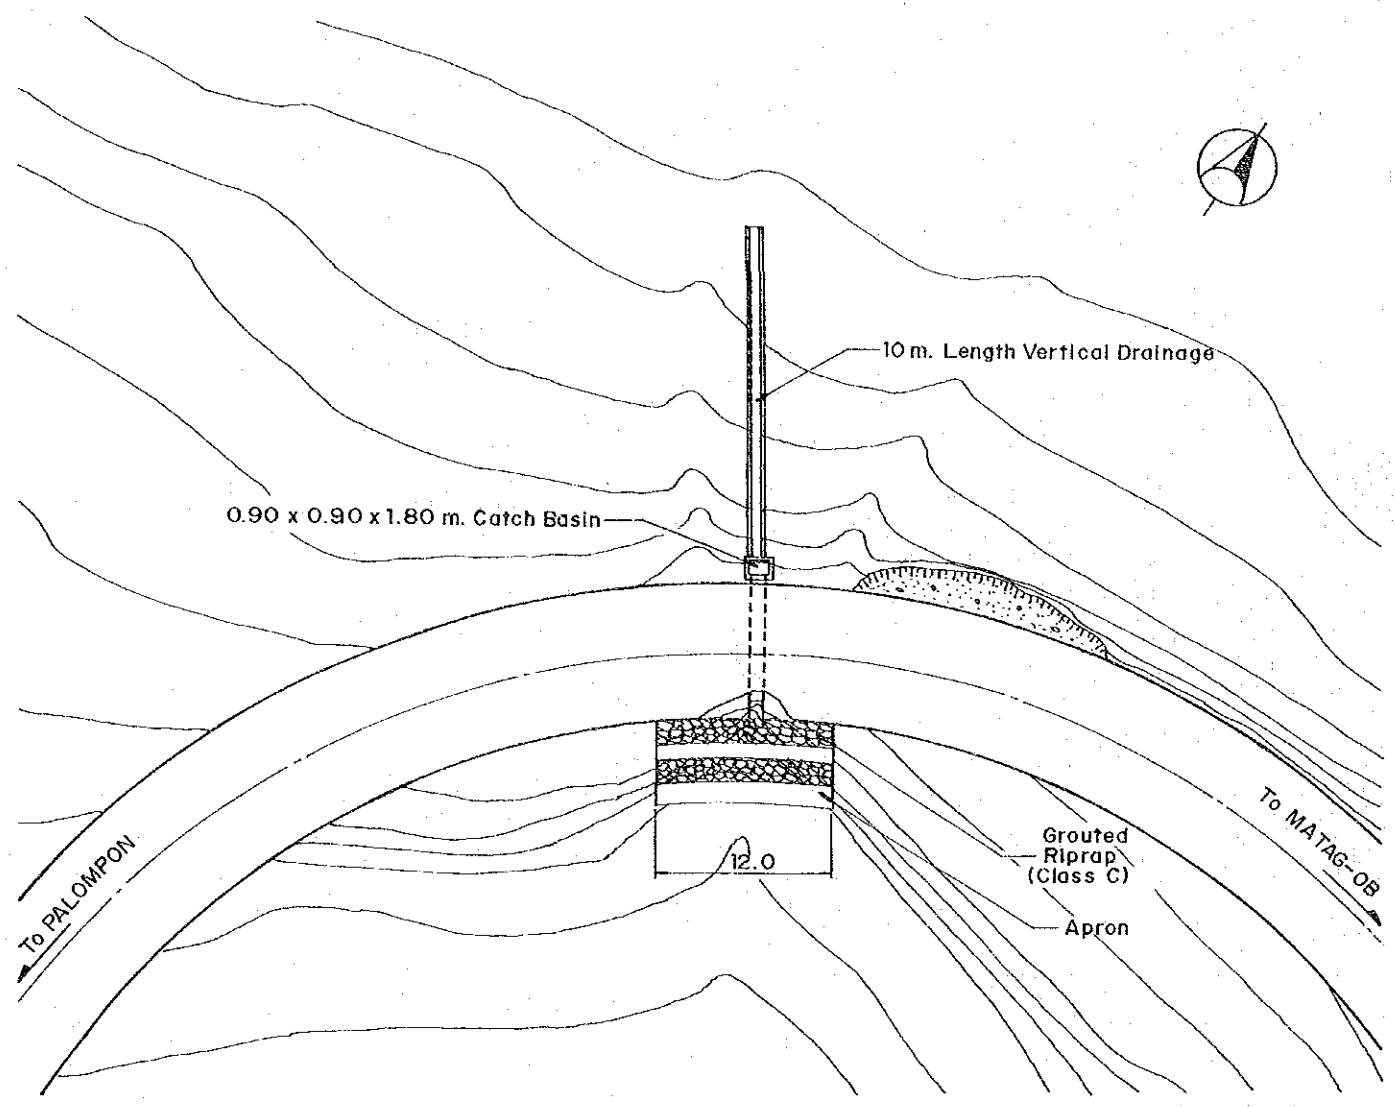 10 m. Length Vertical Drainage
0.90 x 0.90 x 1.80 m. Catch Basin
To PALOMPON
12.0
To MATAG-OB
Grouted
Riprap
(Class C)
Apron